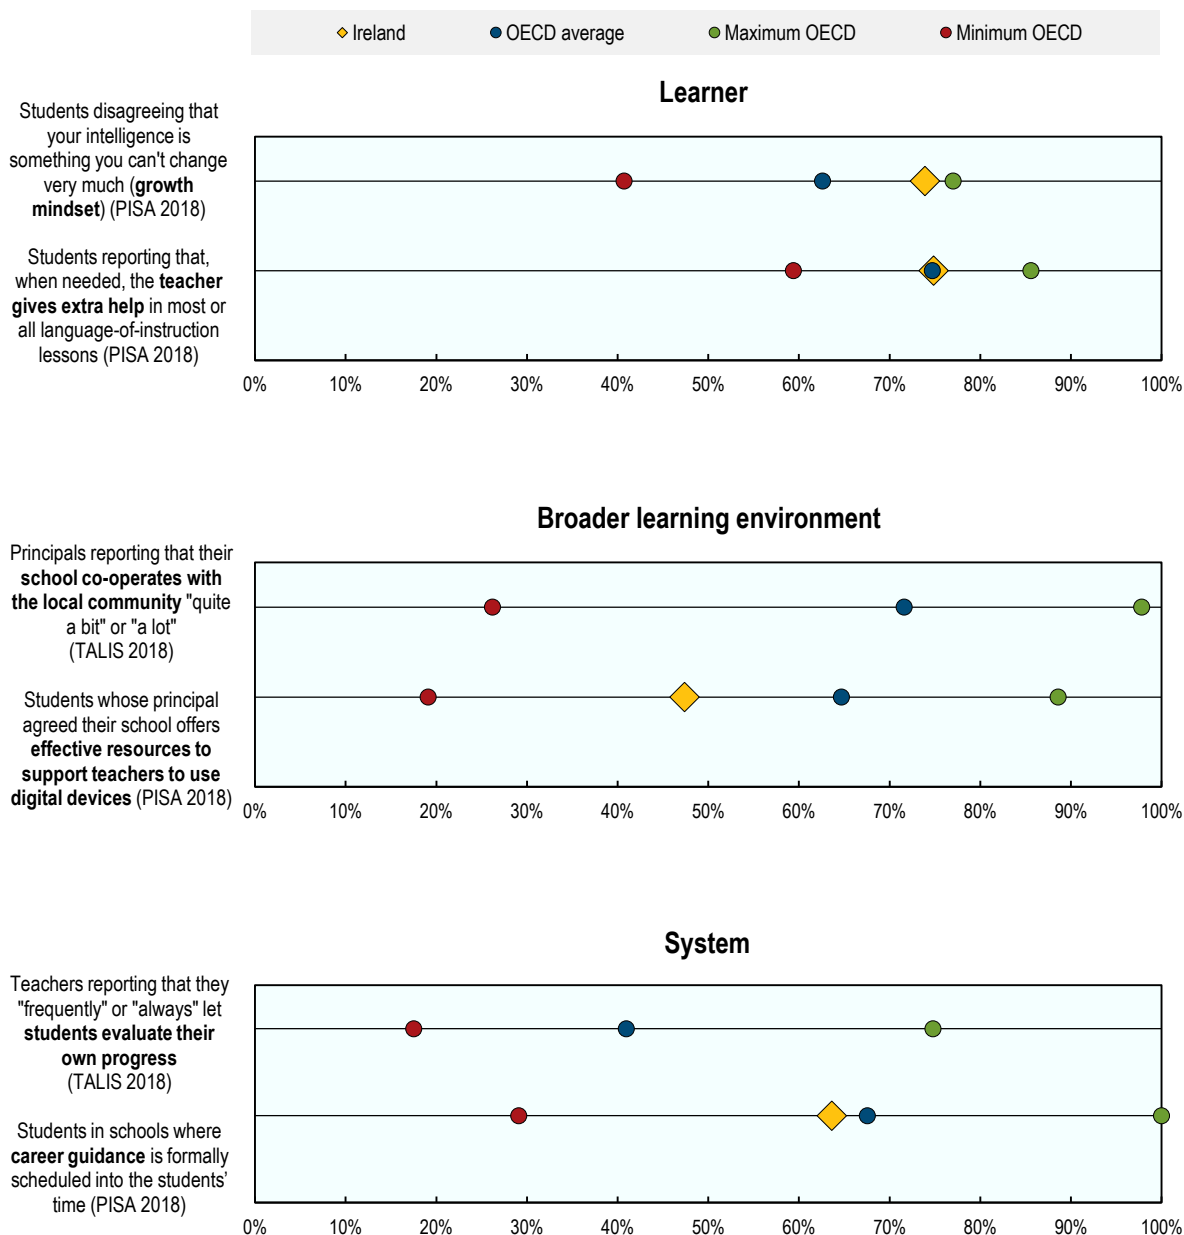 Ireland OECD average Maximum OECD Minimum OECD
Learner
Students disagreeing that
your intelligence is
something you can't change
very much (growth
mindset) (PISA 2018)
Students reporting that,
when needed, the teacher
gives extra help in most or
all language-of-instruction
lessons (PISA 2018)
0% 10% 20% 30% 40% 50% 60% 70% 80% 90% 100%
Broader learning environment
Principals reporting that their
school co-operates with
the local community "quite
a bit" or "a lot"
(TALIS 2018)
Students whose principal
agreed their school offers
effective resources to
support teachers to use
digital devices (PISA 2018)
0% 10% 20% 30% 40% 50% 60% 70% 80% 90% 100%
System
Teachers reporting that they
"frequently" or "always" let
students evaluate their
own progress
(TALIS 2018)
Students in schools where
career guidance is formally
scheduled into the students’
time (PISA 2018)
0% 10% 20% 30% 40% 50% 60% 70% 80% 90% 100%